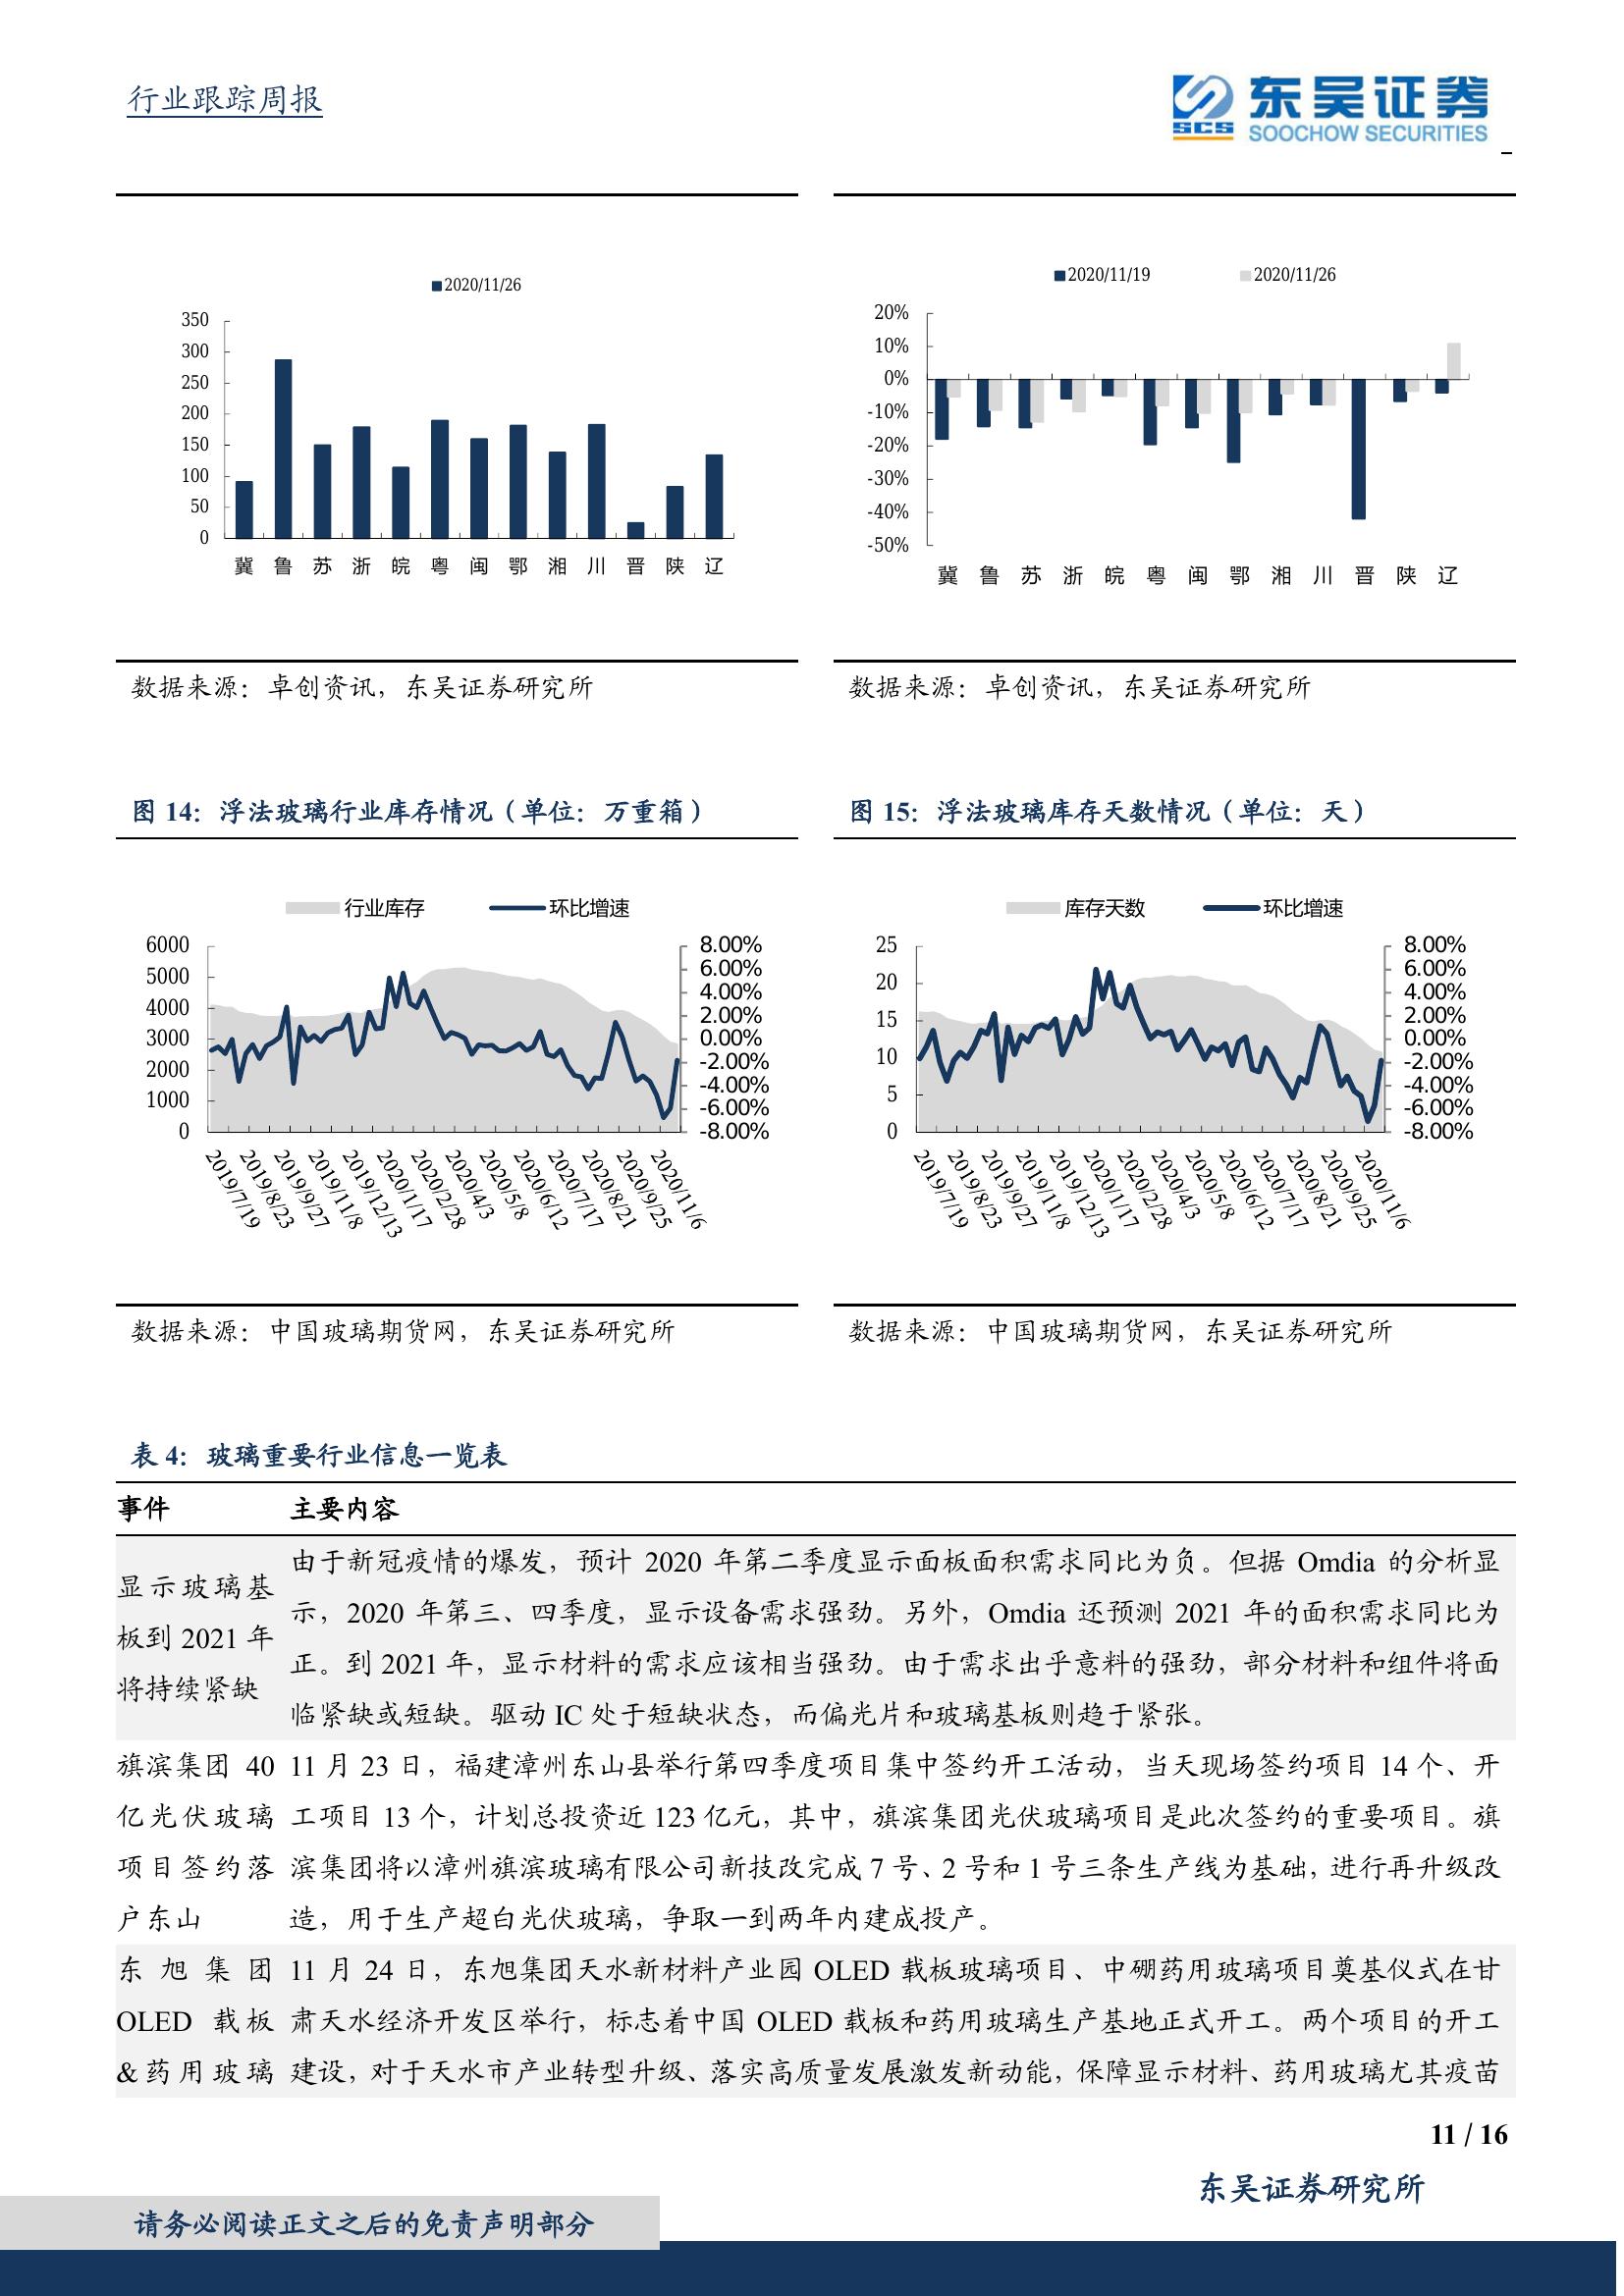 行业跟踪周报
东吴证券
SCS
SOOCHOW SECURITIES
2020/11/26
350
300
250
200
150
100
50
0
冀 鲁 苏 浙 皖 粤 闽 鄂 湘 川 晋 陕 辽
2020/11/19 2020/11/26
20%
10%
0%
-10%
-20%
-30%
-40%
-50%
冀 鲁 苏 浙 皖 粤 闽 鄂 湘 川 晋 陕 辽
数据来源：卓创资讯，东吴证券研究所
数据来源：卓创资讯，东吴证券研究所
图 14：浮法玻璃行业库存情况（单位：万重箱）
图 15：浮法玻璃库存天数情况（单位：天）
行业库存 环比增速
6000 8.00%
5000 6.00%
4000 4.00%
3000 2.00%
2000 0.00%
1000 -2.00%
0 -4.00%
-6.00%
-8.00%
2019/7/19 2019/8/23 2019/9/27 2019/11/8 2019/12/13 2020/1/17 2020/2/28 2020/4/3 2020/5/8 2020/6/12 2020/7/17 2020/8/21 2020/9/25 2020/11/6
库存天数 环比增速
25 8.00%
20 6.00%
15 4.00%
10 2.00%
5 0.00%
0 -2.00%
-4.00%
-6.00%
-8.00%
2019/7/19 2019/8/23 2019/9/27 2019/11/8 2019/12/13 2020/1/17 2020/2/28 2020/4/3 2020/5/8 2020/6/12 2020/7/17 2020/8/21 2020/9/25 2020/11/6
数据来源：中国玻璃期货网，东吴证券研究所
数据来源：中国玻璃期货网，东吴证券研究所
表 4：玻璃重要行业信息一览表
事件 主要内容
显示玻璃基
板到 2021 年
将持续紧缺
由于新冠疫情的爆发，预计 2020 年第二季度显示面板面积需求同比为负。但据 Omdia 的分析显
示，2020 年第三、四季度，显示设备需求强劲。另外，Omdia 还预测 2021 年的面积需求同比为
正。到 2021 年，显示材料的需求应该相当强劲。由于需求出乎意料的强劲，部分材料和组件将面
临紧缺或短缺。驱动 IC 处于短缺状态，而偏光片和玻璃基板则趋于紧张。
旗滨集团 40
亿光伏玻璃
项目签约落
户东山
11 月 23 日，福建漳州东山县举行第四季度项目集中签约开工活动，当天现场签约项目 14 个、开
工项目 13 个，计划总投资近 123 亿元，其中，旗滨集团光伏玻璃项目是此次签约的重要项目。旗
滨集团将以漳州旗滨玻璃有限公司新技改完成 7 号、2 号和 1 号三条生产线为基础，进行再升级改
造，用于生产超白光伏玻璃，争取一到两年内建成投产。
东旭集团
OLED 载板
&药用玻璃
11 月 24 日，东旭集团天水新材料产业园 OLED 载板玻璃项目、中硼药用玻璃项目奠基仪式在甘
肃天水经济开发区举行，标志着中国 OLED 载板和药用玻璃生产基地正式开工。两个项目的开工
建设，对于天水市产业转型升级、落实高质量发展激发新动能，保障显示材料、药用玻璃尤其疫苗
11 / 16
东吴证券研究所
请务必阅读正文之后的免责声明部分